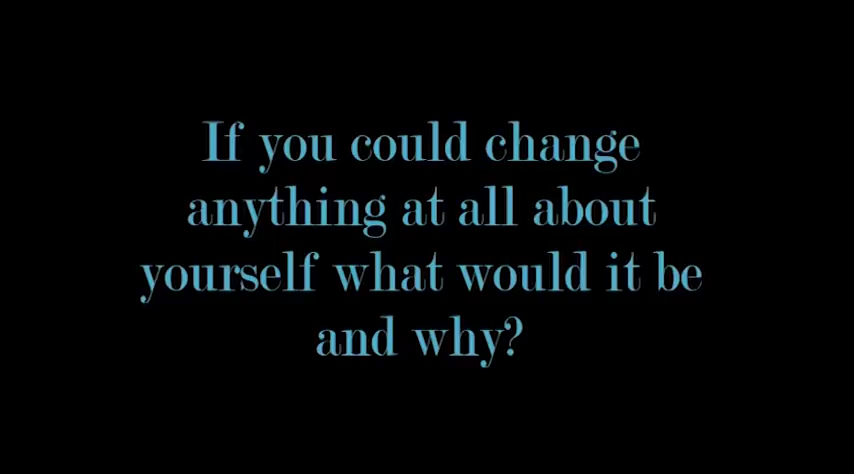 If you could change
anything at all about
yourself what would it be
and why?